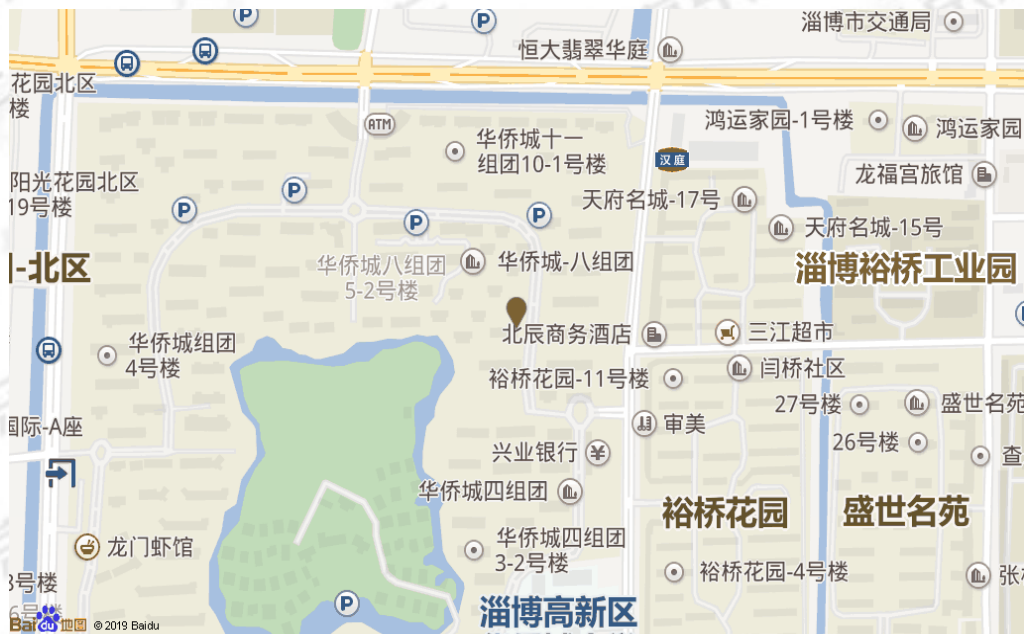 P
P
淄博市交通局
恒大翡翠华庭
花园北区
楼
ATM
鸿运家园-1号楼
鸿运家园
华侨城十一
组团10-1号楼
汉庭
龙福宫旅馆
阳光花园北区
19号楼
P
P
P
P
天府名城-17号
天府名城-15号
华侨城八组团
5-2号楼
华侨城-八组团
-北区
淄博裕桥工业园
北辰商务酒店
三江超市
华侨城组团
4号楼
裕桥花园-11号楼
闫桥社区
27号楼
盛世名苑
国际-A座
审美
26号楼
兴业银行
¥
查
华侨城四组团
裕桥花园
盛世名苑
华侨城四组团
3-2号楼
龙门虾馆
裕桥花园-4号楼
3号楼
P
淄博高新区
6号楼
Bai du 地图
© 2019 Baidu